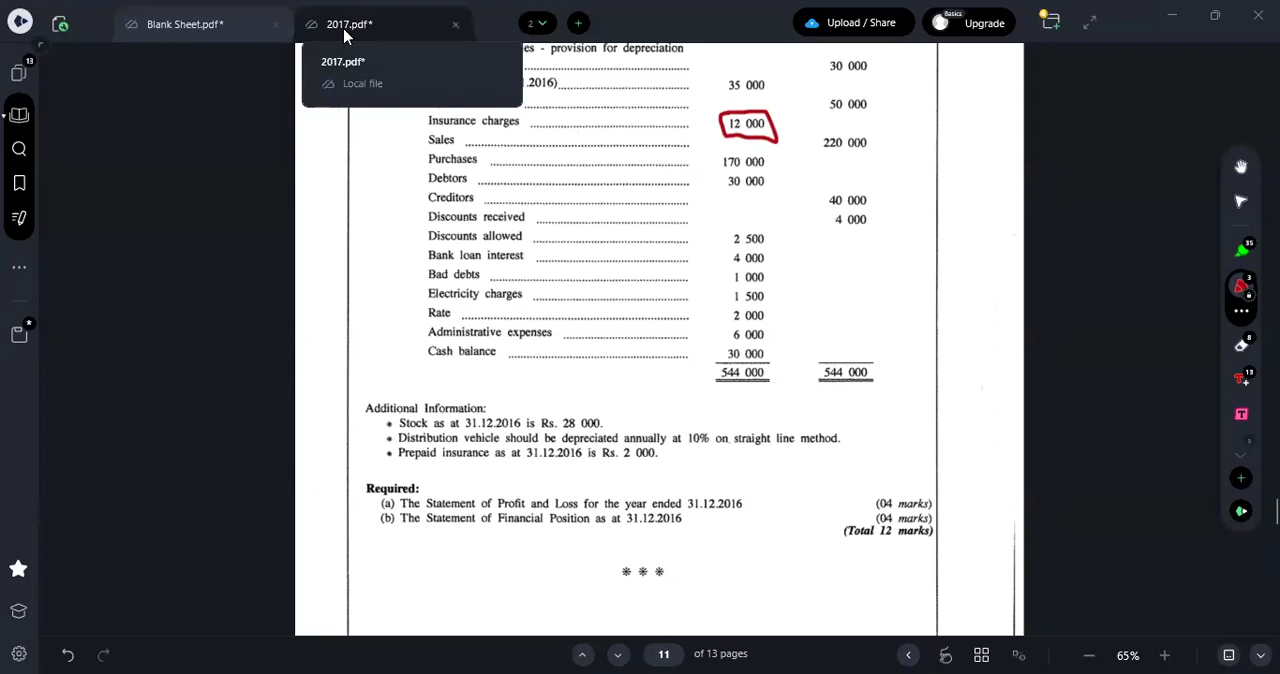 Blank Sheet.pdf*
2017.pdf*
2
Upload / Share
Basics
Upgrade
2017.pdf*
Local file
13
es - provision for depreciation
30 000
.2016) 35 000
50 000
Insurance charges 12 000
Sales 220 000
Purchases 170 000
Debtors 30 000
Creditors 40 000
Discounts received 4 000
Discounts allowed 2 500
Bank loan interest 4 000
Bad debts 1 000
Electricity charges 1 500
Rate 2 000
Administrative expenses 6 000
Cash balance 30 000
544 000 544 000
Additional Information:
* Stock as at 31.12.2016 is Rs. 28 000.
* Distribution vehicle should be depreciated annually at 10% on straight line method.
* Prepaid insurance as at 31.12.2016 is Rs. 2 000.
Required:
(a) The Statement of Profit and Loss for the year ended 31.12.2016 (04 marks)
(b) The Statement of Financial Position as at 31.12.2016 (04 marks)
(Total 12 marks)
35
3
8
13
3
11 of 13 pages
65%